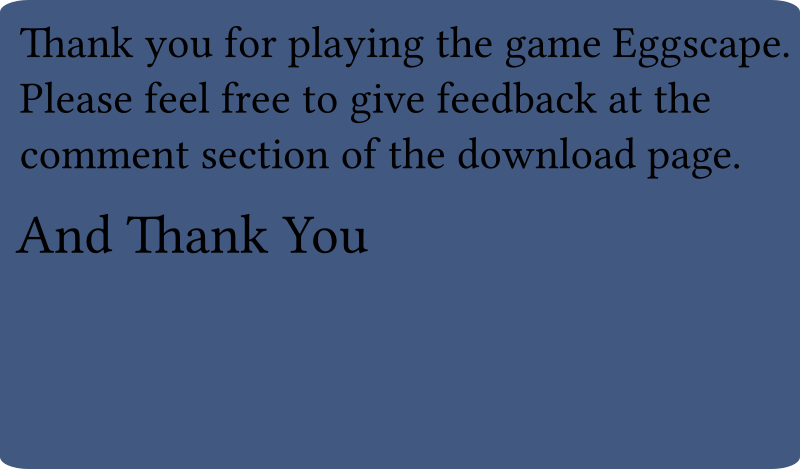 Thank you for playing the game Eggscape.
Please feel free to give feedback at the
comment section of the download page.
And Thank You